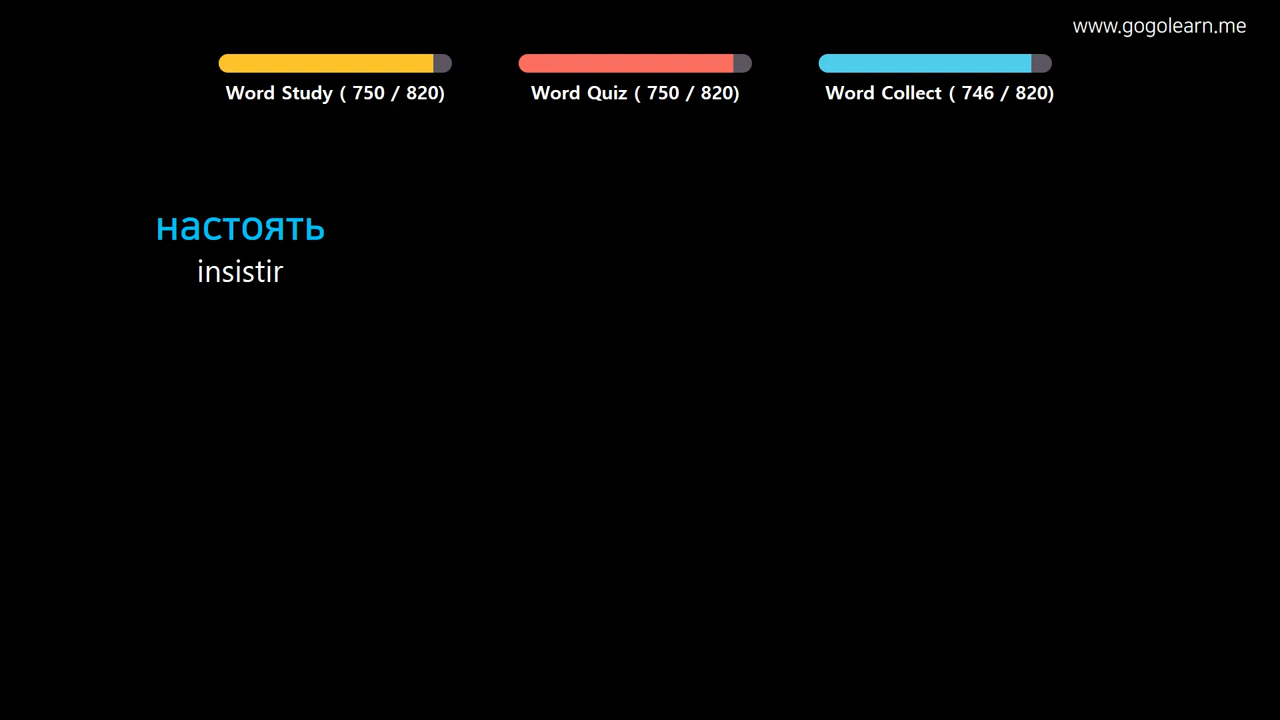 www.gogolearn.me
Word Study ( 750 / 820)
Word Quiz ( 750 / 820)
Word Collect ( 746 / 820)
настоять
insistir